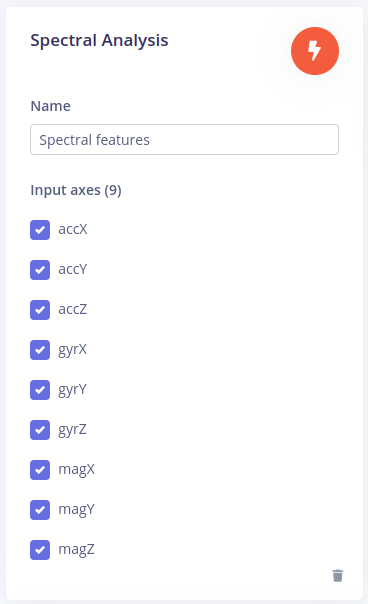 Spectral Analysis
Name
Spectral features
Input axes (9)
accX
accY
accZ
gyrX
gyrY
gyrZ
magX
magY
magZ